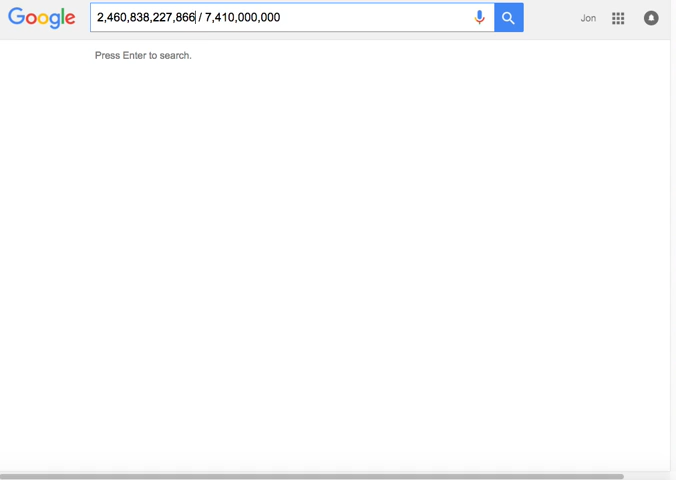 Google 2,460,838,227,866 / 7,410,000,000 Jon
Press Enter to search.